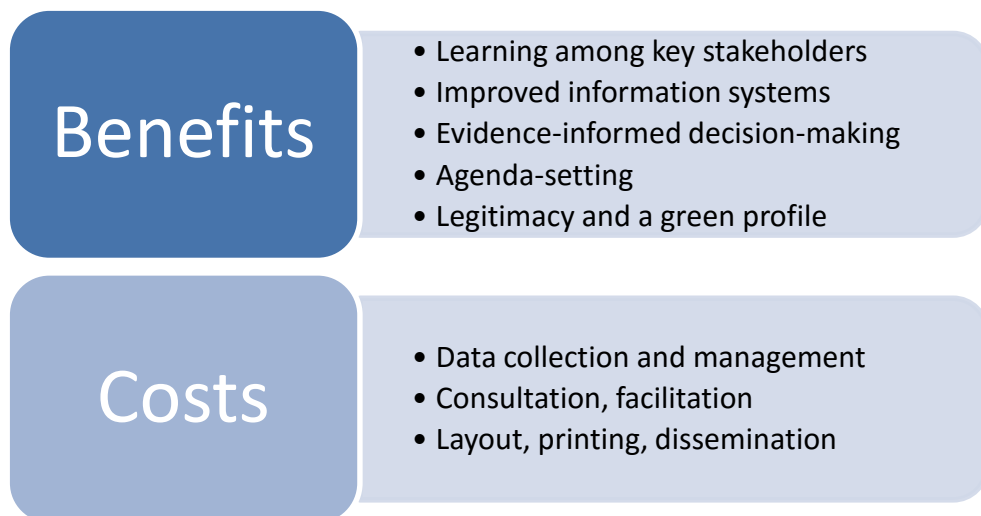 Benefits
• Learning among key stakeholders
• Improved information systems
• Evidence-informed decision-making
• Agenda-setting
• Legitimacy and a green profile
Costs
• Data collection and management
• Consultation, facilitation
• Layout, printing, dissemination